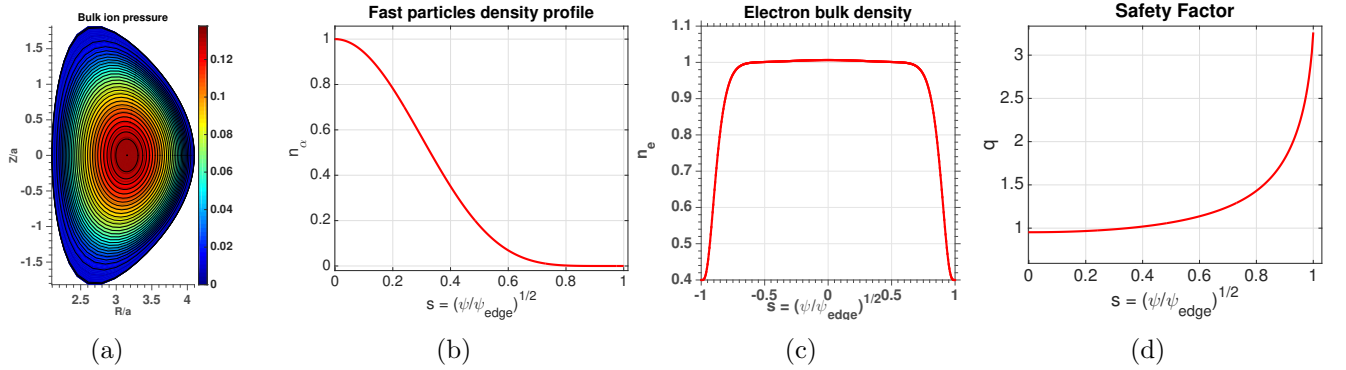 Bulk ion pressure
1.5
1
0.5
0
-0.5
-1
-1.5
Z/a
2.5 3 3.5 4
R/a
0.12
0.1
0.08
0.06
0.04
0.02
0
(a)
Fast particles density profile
1
0.8
0.6
0.4
0.2
0
n_α
0 0.2 0.4 0.6 0.8 1
s = (ψ/ψ_edge)^1/2
(b)
Electron bulk density
1.1
1
0.9
0.8
0.7
0.6
0.5
0.4
n_e
-1 -0.5 0 0.5 1
s = (ψ/ψ_edge)^1/2
(c)
Safety Factor
3
2.5
2
1.5
1
q
0 0.2 0.4 0.6 0.8 1
s = (ψ/ψ_edge)^1/2
(d)